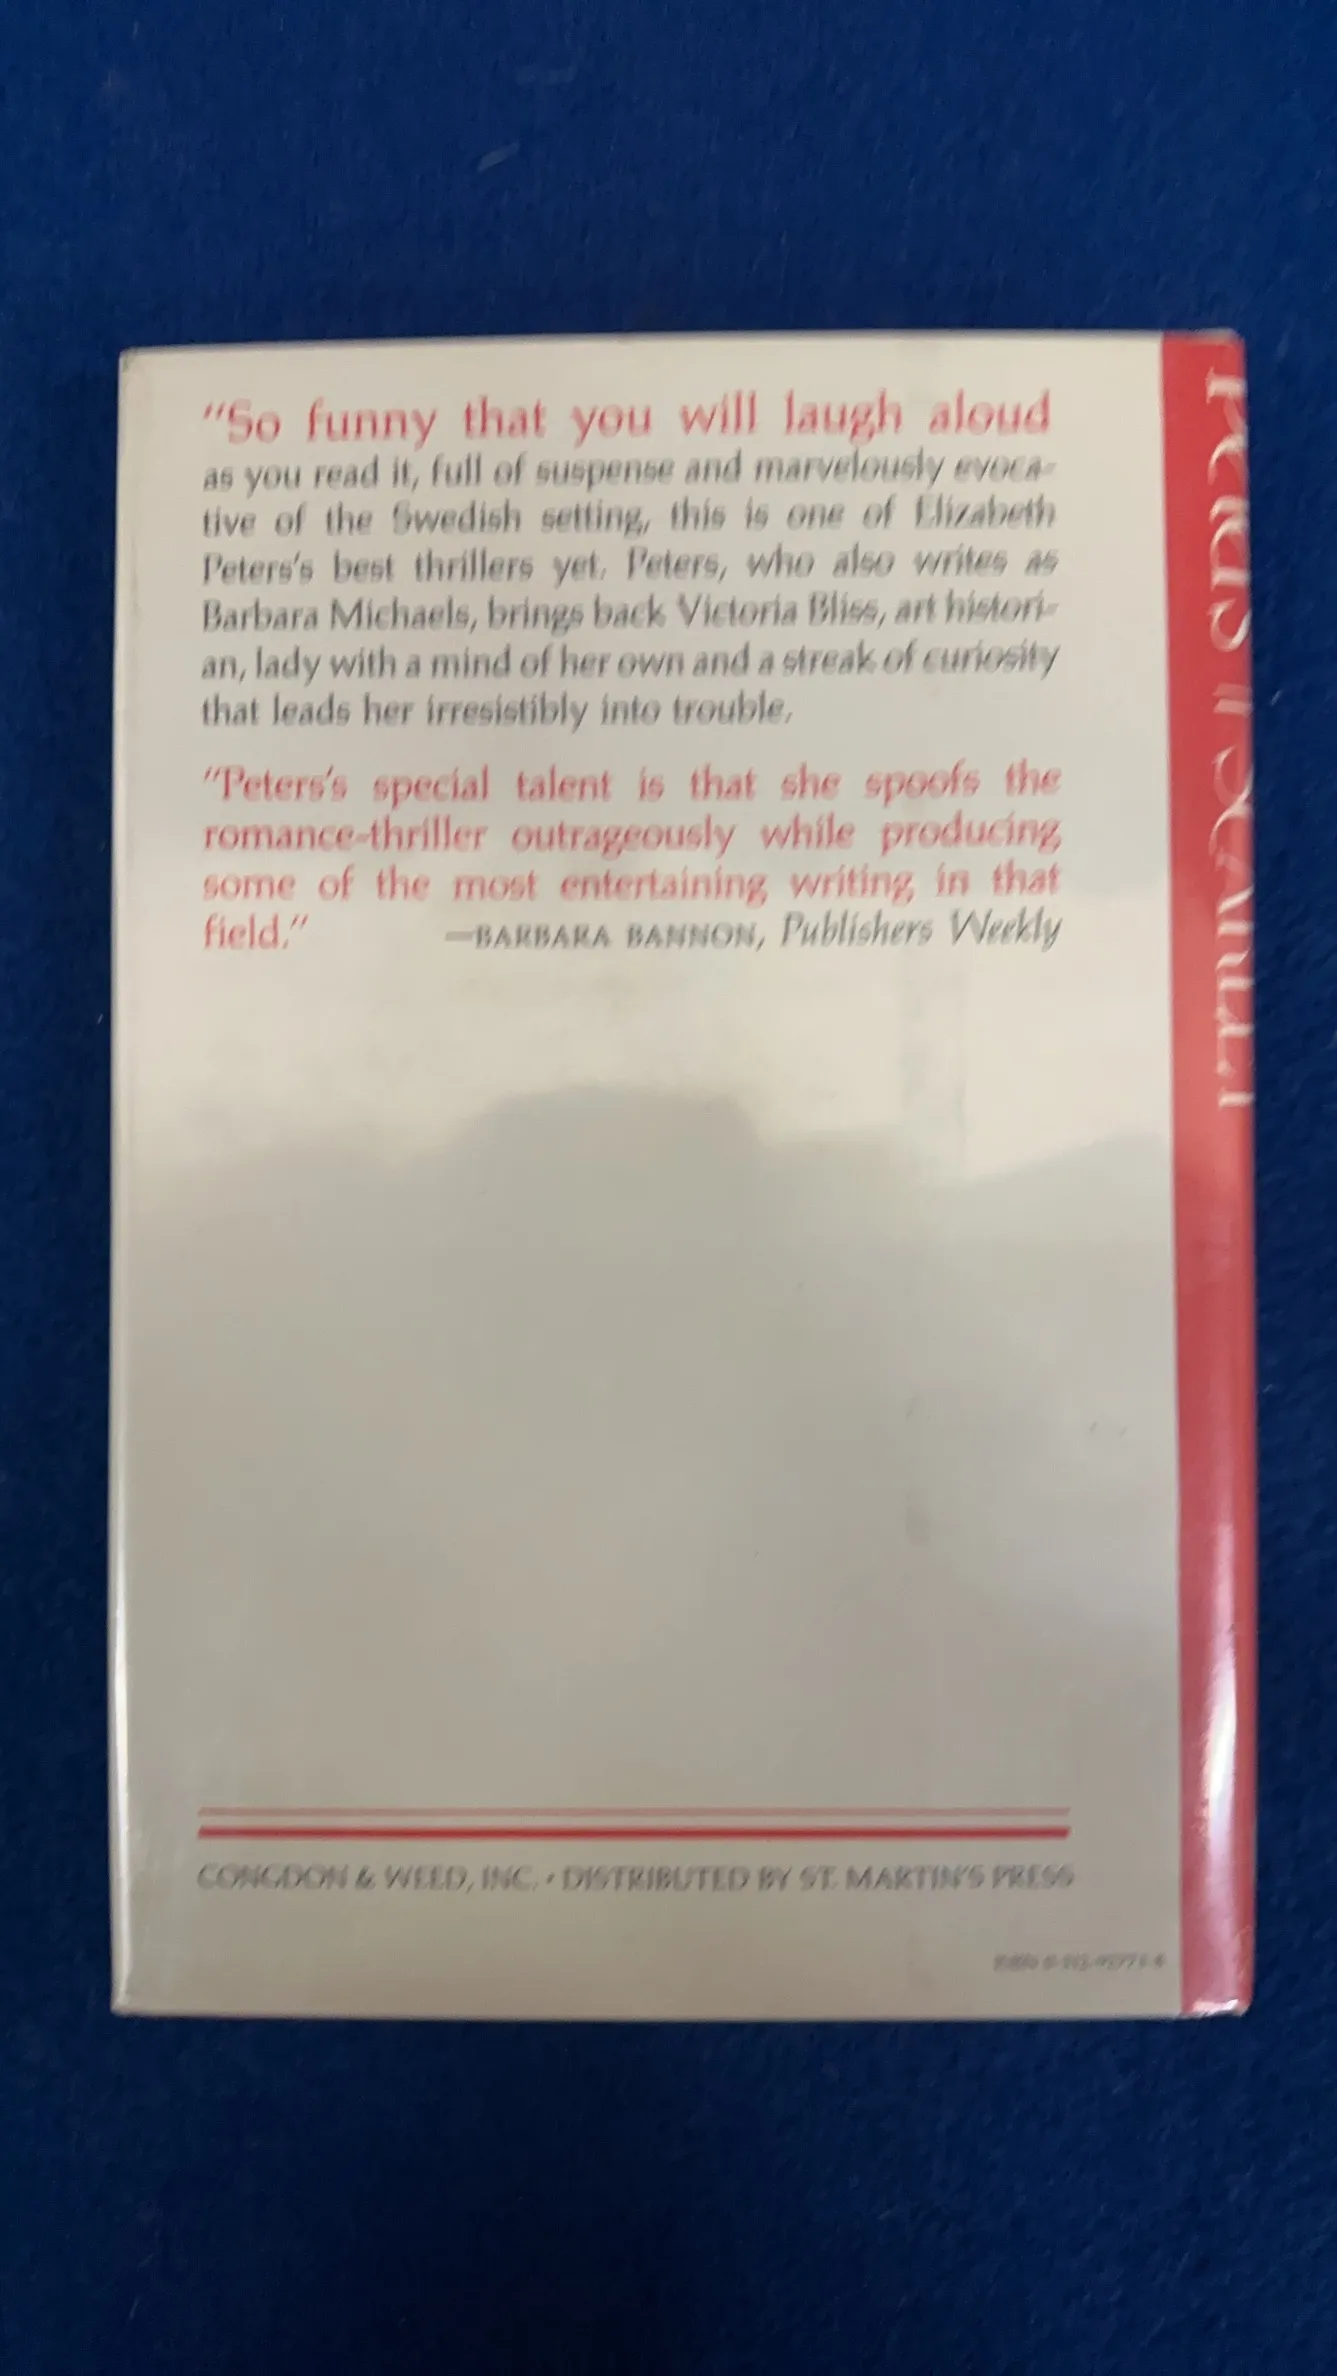 "So funny that you will laugh aloud
as you read it, full of suspense and marvelously evoca-
tive of the Swedish setting, this is one of Elizabeth
Peters's best thrillers yet. Peters, who also writes as
Barbara Michaels, brings back Victoria Bliss, art histori-
an, lady with a mind of her own and a streak of curiosity
that leads her irresistibly into trouble.
"Peters's special talent is that she spoofs the
romance-thriller outrageously while producing
some of the most entertaining writing in that
field."   —BARBARA BANNON, Publishers Weekly
CONGDON & WEED, INC. · DISTRIBUTED BY ST. MARTIN'S PRESS
ISBN